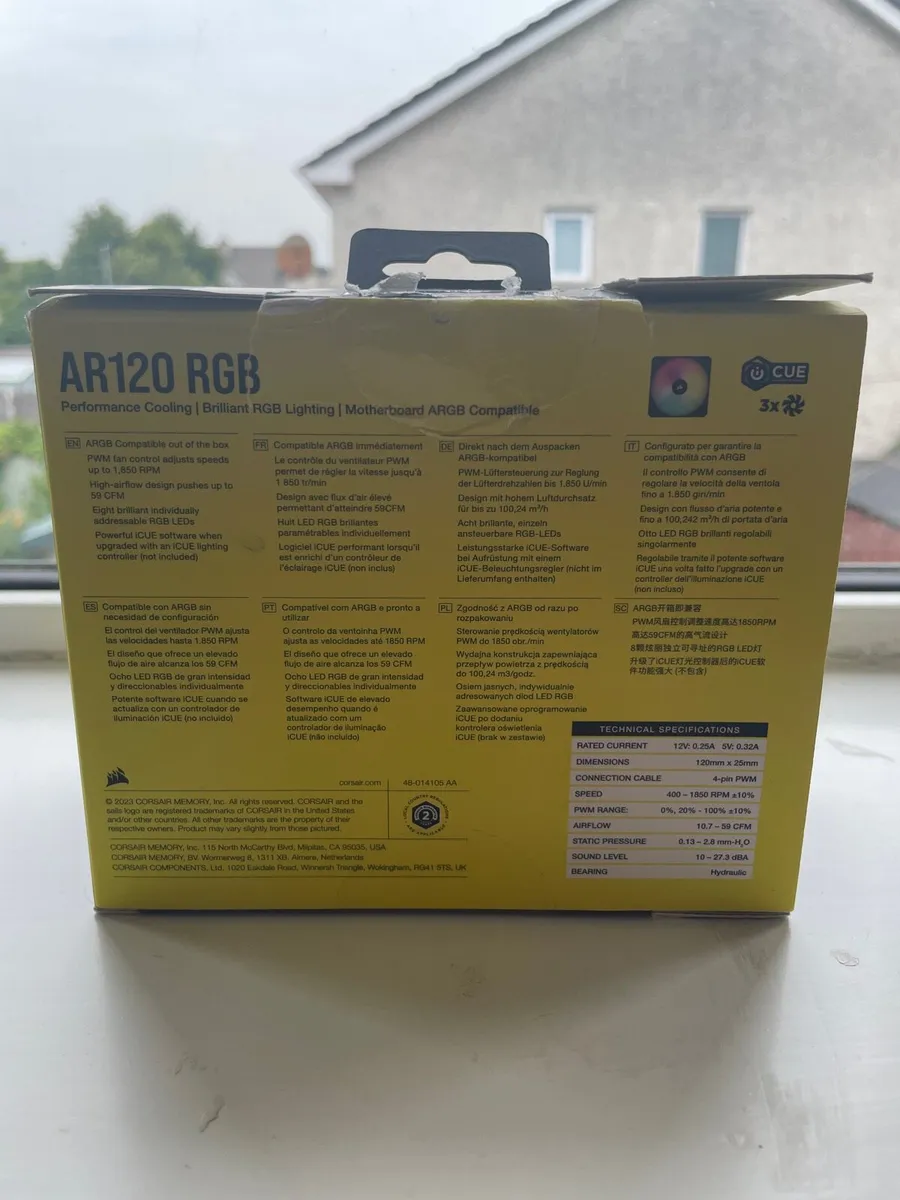 AR120 RGB
Performance Cooling | Brilliant RGB Lighting | Motherboard ARGB Compatible
CUE
3x
EN ARGB Compatible out of the box
PWM fan control adjusts speeds
up to 1,850 RPM
High-airflow design pushes up to
59 CFM
Eight brilliant individually
addressable RGB LEDs
Powerful iCUE software when
upgraded with an iCUE lighting
controller (not included)
FR Compatible ARGB immédiatement
Le contrôle du ventilateur PWM
permet de régler la vitesse jusqu'à
1 850 tr/min
Design avec flux d'air élevé
permettant d'atteindre 59CFM
Huit LED RGB brillantes
paramétrables individuellement
Logiciel iCUE performant lorsqu'il
est enrichi d'un contrôleur de
l'éclairage iCUE (non inclus)
DE Direkt nach dem Auspacken
ARGB-kompatibel
PWM-Lüftersteuerung zur Reglung
der Lüfterdrehzahlen bis 1.850 U/min
Design mit hohem Luftdurchsatz
für bis zu 100,24 m³/h
Acht brillante, einzeln
ansteuerbare RGB-LEDs
Leistungsstarke iCUE-Software
bei Aufrüstung mit einem
iCUE-Beleuchtungsregler (nicht im
Lieferumfang enthalten)
IT Configurato per garantire la
compatibilità con ARGB
Il controllo PWM consente di
regolare la velocità della ventola
fino a 1.850 giri/min
Design con flusso d'aria potente e
fino a 100,242 m³/h di portata d'aria
Otto LED RGB brillanti regolabili
singolarmente
Regolabile tramite il potente software
iCUE una volta fatto l'upgrade con un
controller dell'illuminazione iCUE
(non incluso)
ES Compatible con ARGB sin
necesidad de configuración
El control del ventilador PWM ajusta
las velocidades hasta 1.850 RPM
El diseño que ofrece un elevado
flujo de aire alcanza los 59 CFM
Ocho LED RGB de gran intensidad
y direccionables individualmente
Potente software iCUE cuando se
actualiza con un controlador de
iluminación iCUE (no incluido)
PT Compatível com ARGB e pronto a
utilizar
O controlo da ventoinha PWM
ajusta as velocidades até 1850 RPM
El diseño que ofrece un elevado
flujo de aire alcanza los 59 CFM
Ocho LED RGB de gran intensidad
y direccionables individualmente
Software iCUE de elevado
desempenho quando é
atualizado com um
controlador de iluminação
iCUE (não incluído)
PL Zgodność z ARGB od razu po
rozpakowaniu
Sterowanie prędkością wentylatorów
PWM do 1850 obr./min
Wydajna konstrukcja zapewniająca
przepływ powietrza z prędkością
do 100,24 m3/godz.
Osiem jasnych, indywidualnie
adresowanych diod LED RGB
Zaawansowane oprogramowanie
iCUE po dodaniu
kontrolera oświetlenia
iCUE (brak w zestawie)
SC ARGB开箱即兼容
PWM风扇控制调整速度高达1850RPM
高达59CFM的高气流设计
8颗炫丽独立可寻址的RGB LED灯
升级了iCUE灯光控制器后的iCUE软
件功能强大 (不包含)
TECHNICAL SPECIFICATIONS
RATED CURRENT 12V: 0.25A 5V: 0.32A
DIMENSIONS 120mm x 25mm
CONNECTION CABLE 4-pin PWM
SPEED 400 – 1850 RPM ±10%
PWM RANGE: 0%, 20% - 100% ±10%
AIRFLOW 10.7 – 59 CFM
STATIC PRESSURE 0.13 – 2.8 mm-H₂O
SOUND LEVEL 10 – 27.3 dBA
BEARING Hydraulic
corsair.com 48-014105 AA
© 2023 CORSAIR MEMORY, Inc. All rights reserved. CORSAIR and the
sails logo are registered trademarks of CORSAIR in the United States
and/or other countries. All other trademarks are the property of their
respective owners. Product may vary slightly from those pictured.
2
CORSAIR MEMORY, Inc. 115 North McCarthy Blvd, Milpitas, CA 95035, USA
CORSAIR MEMORY, BV. Wormerweg 8, 1311 XB. Almere, Netherlands
CORSAIR COMPONENTS, Ltd. 1020 Eskdale Road, Winnersh Triangle, Wokingham, RG41 5TS, UK